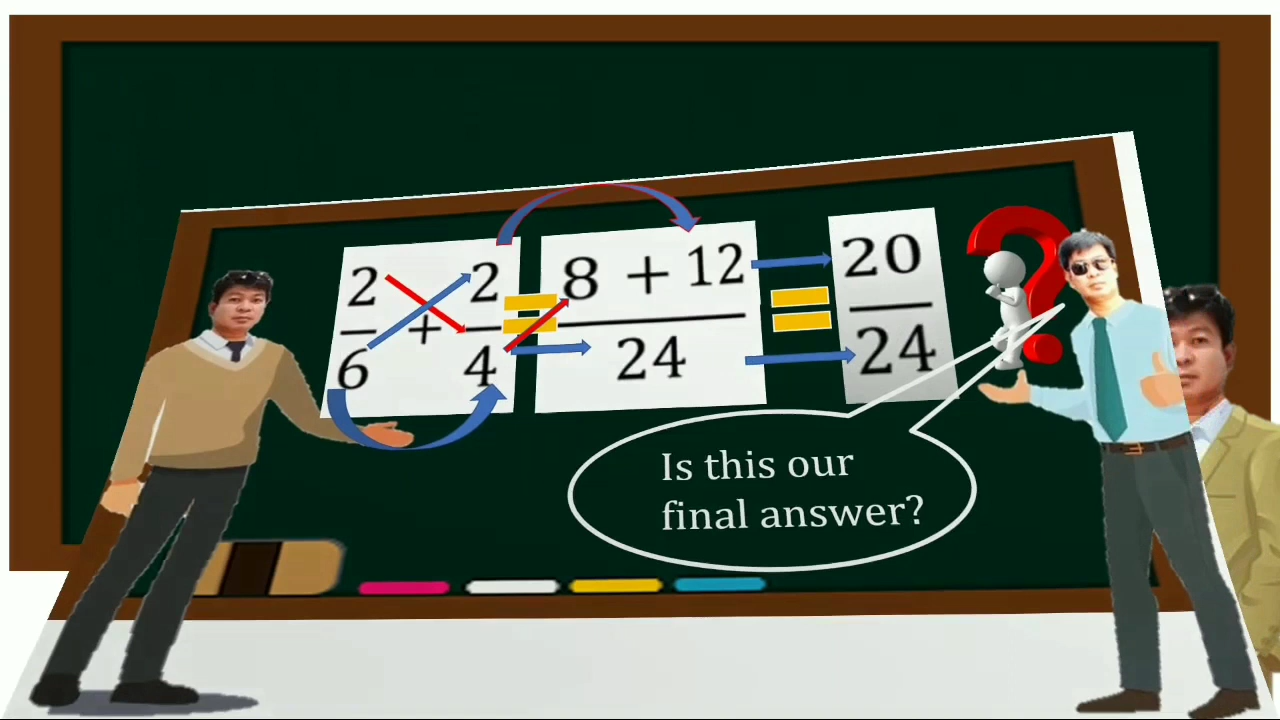 2 + 2 = 8 + 12 = 20
6 4 24 24
Is this our
final answer?